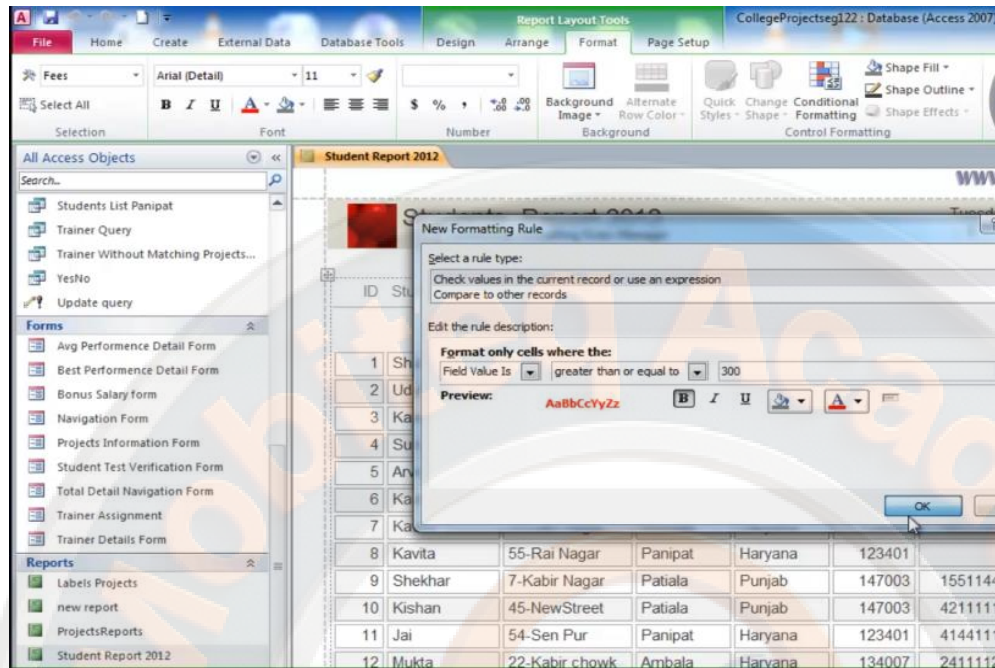 Report Layout Tools
CollegeProjectseg122 : Database (Access 2007
File Home Create External Data Database Tools Design Arrange Format Page Setup
Fees
Arial (Detail) 11
Select All
B I U A
$ % ,
Background Image
Alternate Row Color
Quick Styles
Change Shape
Conditional Formatting
Shape Fill
Shape Outline
Shape Effects
Selection Font Number Background Control Formatting
All Access Objects
Search...
Students List Panipat
Trainer Query
Trainer Without Matching Projects...
YesNo
Update query
Forms
Avg Performence Detail Form
Best Performence Detail Form
Bonus Salary form
Navigation Form
Projects Information Form
Student Test Verification Form
Total Detail Navigation Form
Trainer Assignment
Trainer Details Form
Reports
Labels Projects
new report
ProjectsReports
Student Report 2012
Student Report 2012
New Formatting Rule
Select a rule type:
Check values in the current record or use an expression
Compare to other records
Edit the rule description:
Format only cells where the:
Field Value Is greater than or equal to 300
Preview: AaBbCcYyZz B I U A
OK
ID
1
2
3
4
5
6
7
8 Kavita 55-Rai Nagar Panipat Haryana 123401
9 Shekhar 7-Kabir Nagar Patiala Punjab 147003 1551144
10 Kishan 45-NewStreet Patiala Punjab 147003 4211111
11 Jai 54-Sen Pur Panipat Haryana 123401 4144111
12 Mukta 22-Kabir chowk Ambala Haryana 134007 2411111